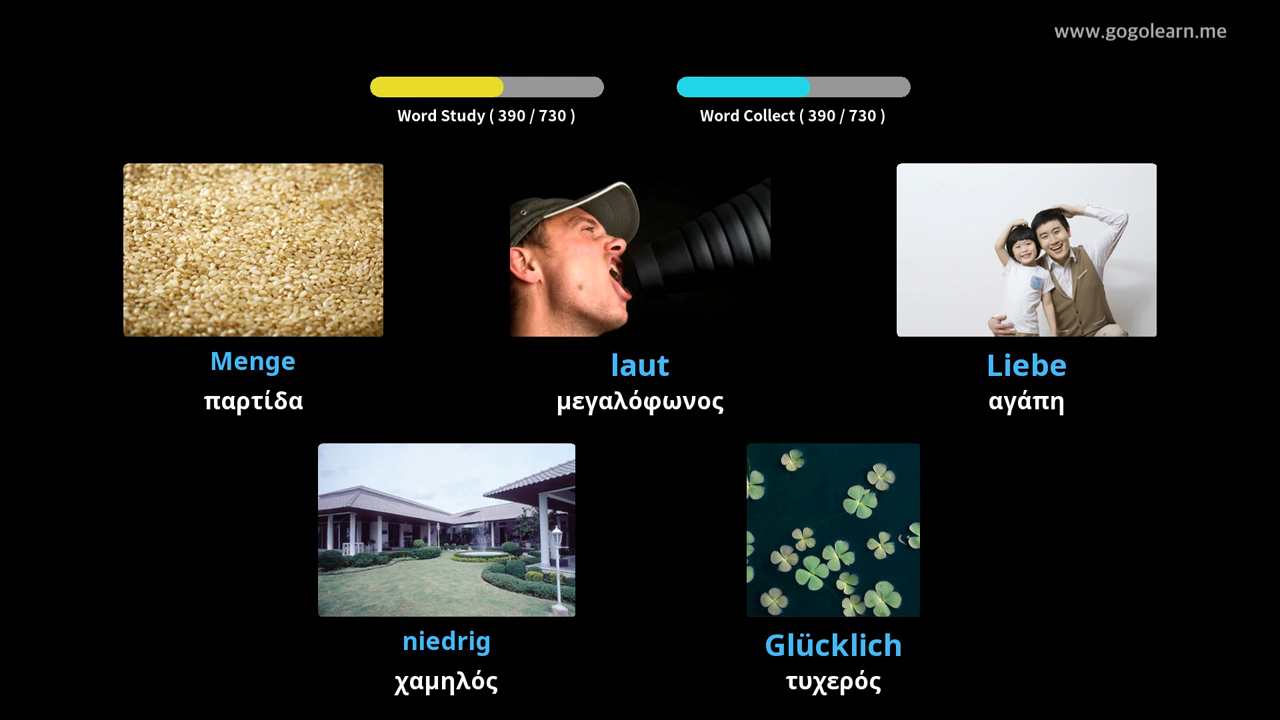 www.gogolearn.me
Word Study ( 390 / 730 )
Word Collect ( 390 / 730 )
Menge
παρτίδα
laut
μεγαλόφωνος
Liebe
αγάπη
niedrig
χαμηλός
Glücklich
τυχερός